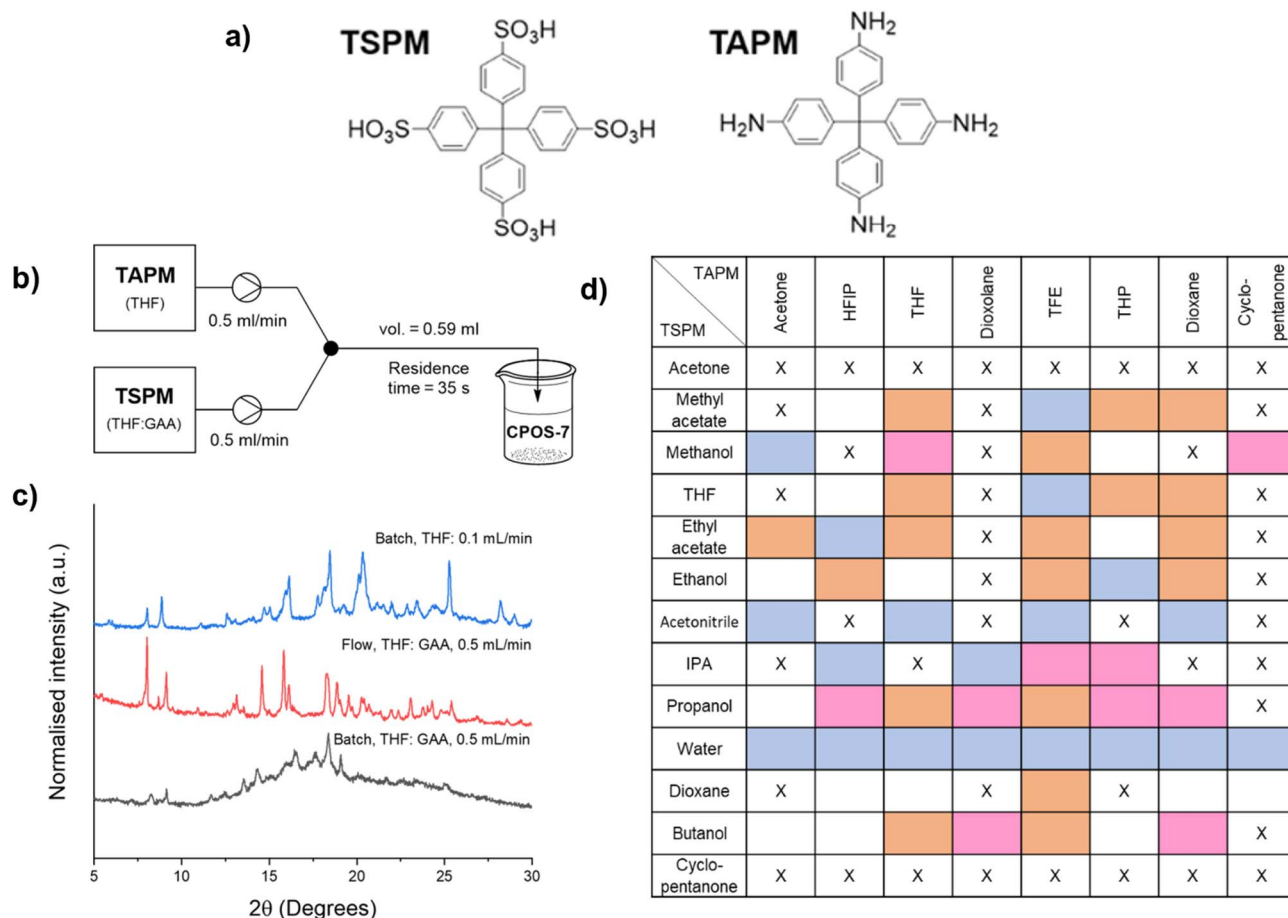 a)
TSPM
SO₃H
HO₃S
SO₃H
SO₃H
TAPM
NH₂
H₂N
NH₂
NH₂
b)
TAPM
(THF)
0.5 ml/min
TSPM
(THF:GAA)
0.5 ml/min
vol. = 0.59 ml
Residence
time = 35 s
CPOS-7
c)
Normalised intensity (a.u.)
Batch, THF: 0.1 mL/min
Flow, THF: GAA, 0.5 mL/min
Batch, THF: GAA, 0.5mL/min
5 10 15 20 25 30
2θ (Degrees)
d)
TAPM
TSPM
Acetone
HFIP
THF
Dioxolane
TFE
THP
Dioxane
Cyclo-
pentanone
Acetone X X X X X X X X
Methyl
acetate X X X
Methanol X X X
THF X X X
Ethyl
acetate X X
Ethanol X X
Acetonitrile X X X X
IPA X X X X
Propanol X
Water
Dioxane X X X
Butanol X
Cyclo-
pentanone X X X X X X X X